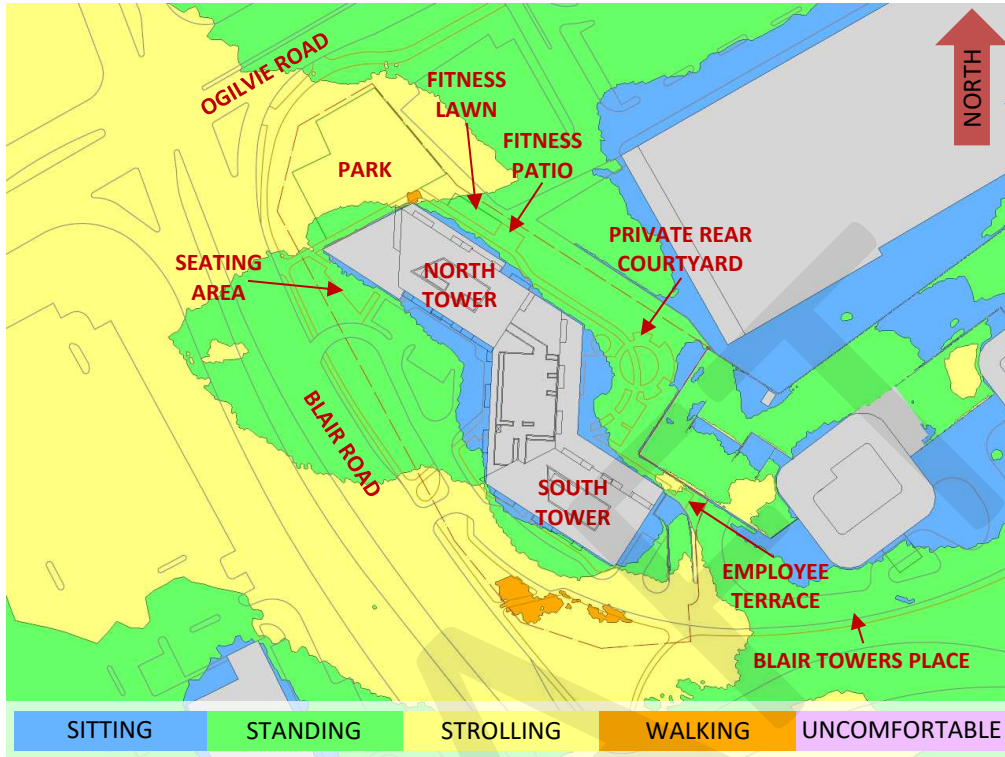 OGILVIE ROAD
FITNESS
LAWN
NORTH
FITNESS
PATIO
PARK
PRIVATE REAR
COURTYARD
SEATING
AREA
NORTH
TOWER
BLAIR ROAD
SOUTH
TOWER
EMPLOYEE
TERRACE
BLAIR TOWERS PLACE
SITTING
STANDING
STROLLING
WALKING
UNCOMFORTABLE